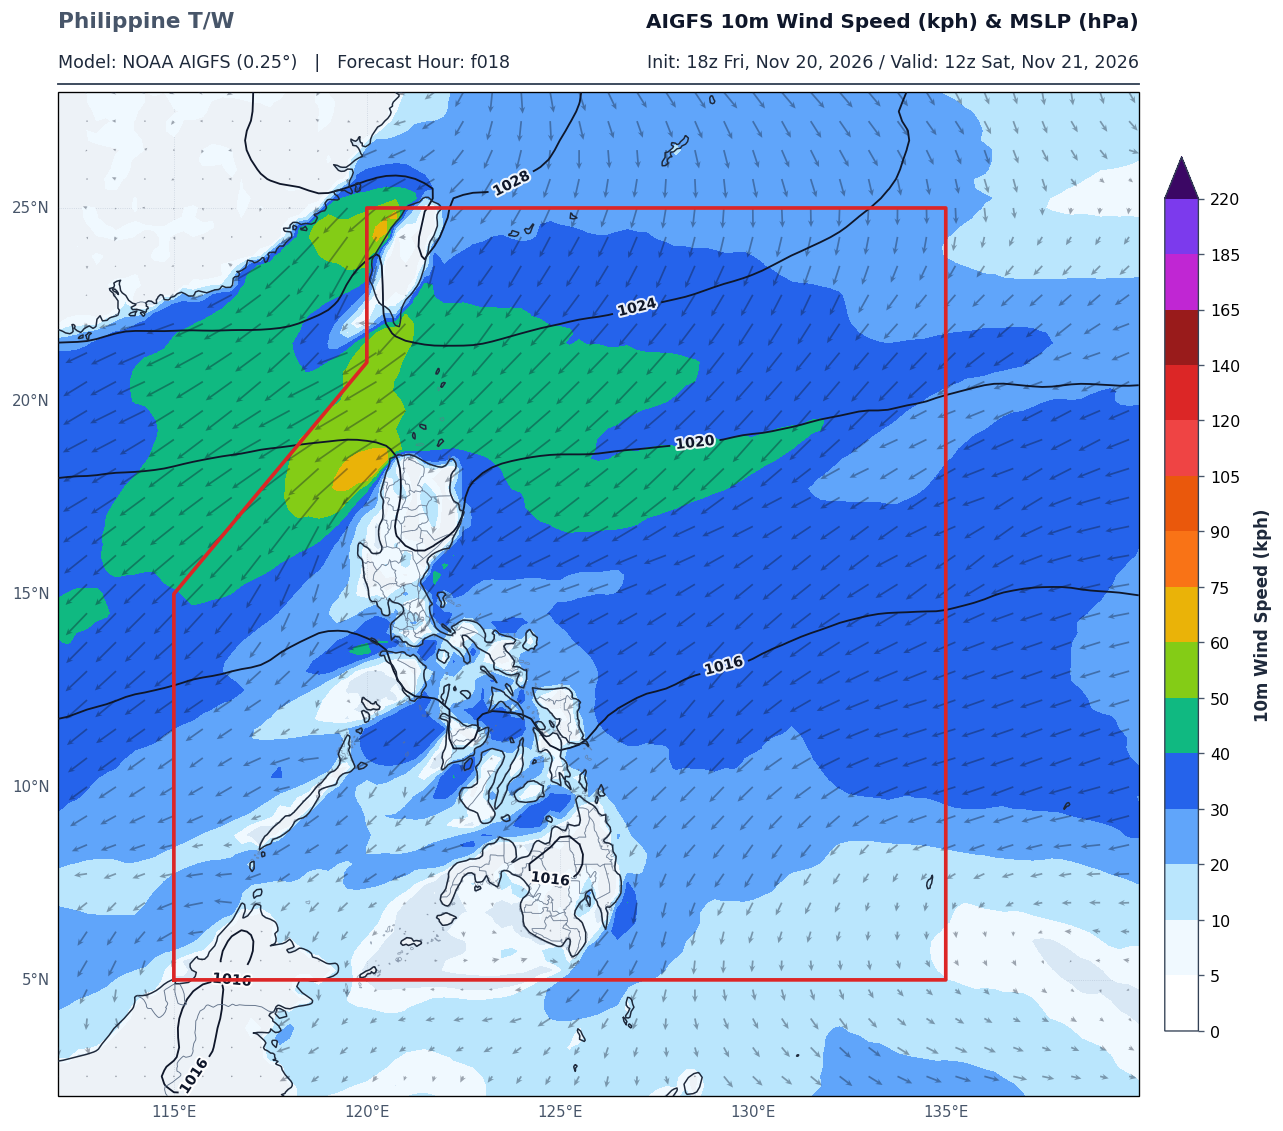 Philippine T/W
AIGFS 10m Wind Speed (kph) & MSLP (hPa)
Model: NOAA AIGFS (0.25°) | Forecast Hour: f018
Init: 18z Fri, Nov 20, 2026 / Valid: 12z Sat, Nov 21, 2026
1028
1024
1020
1016
1016
1016
1016
25°N
20°N
15°N
10°N
5°N
115°E
120°E
125°E
130°E
135°E
220
185
165
140
120
105
90
75
60
50
40
30
20
10
5
0
10m Wind Speed (kph)